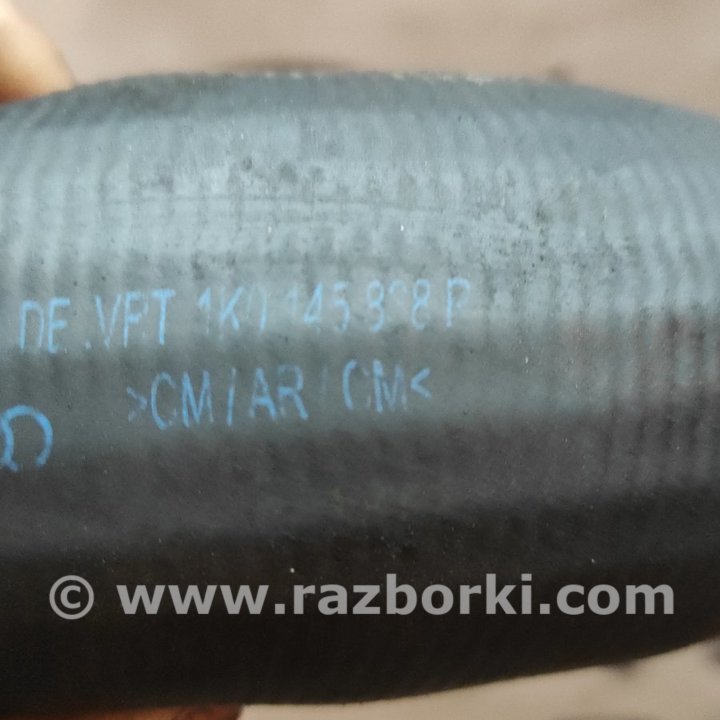 DE .VPT 1K0 145 838 P
>CM/AR/CM<
© www.razborki.com